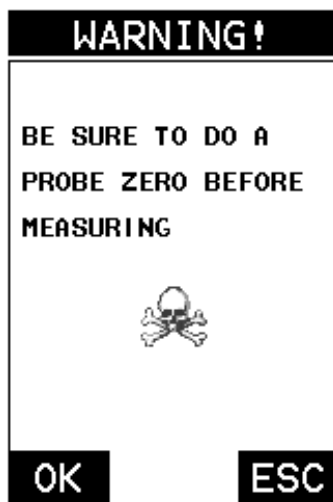 WARNING!
BE SURE TO DO A
PROBE ZERO BEFORE
MEASURING
OK ESC